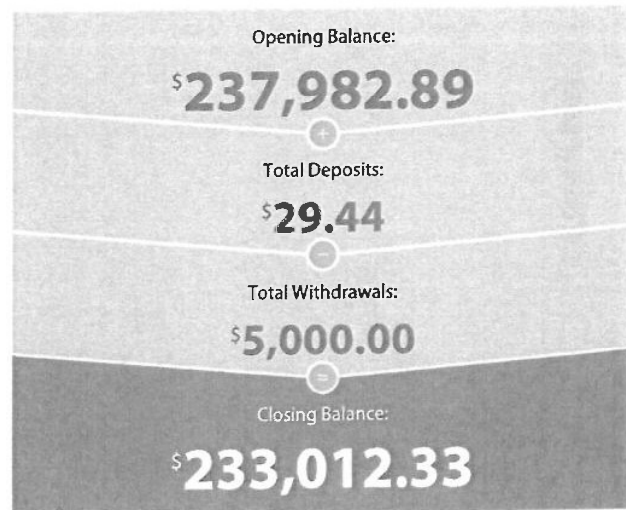 Opening Balance:
$237,982.89
+
Total Deposits:
$29.44
-
Total Withdrawals:
$5,000.00
=
Closing Balance:
$233,012.33